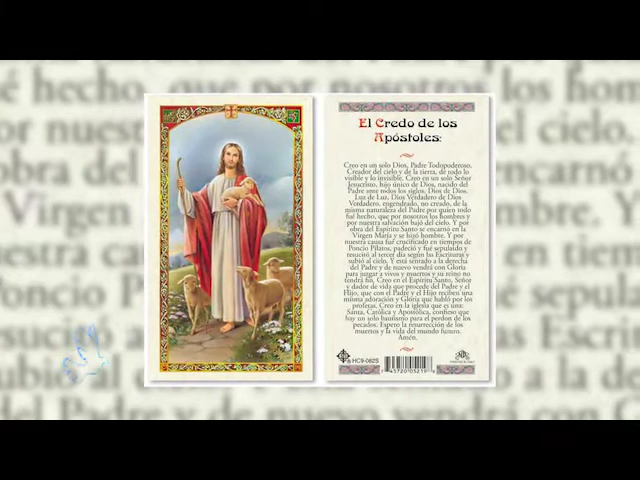 El Credo de los
Apóstoles:
Creo en un solo Dios, Padre Todopoderoso,
Creador del cielo y de la tierra, de todo lo
visible y lo invisible. Creo en un solo Señor
Jesucristo, hijo único de Dios, nacido del
Padre ante todos los siglos. Dios de Dios.
Luz de Luz, Dios Verdadero de Dios
Verdadero, engendrado, no creado, de la
misma naturaleza del Padre por quien todo
fué hecho, que por nosotros los hombres y
por nuestra salvación bajó del cielo. Y por
obra del Espíritu Santo se encarnó en la
Virgen María y se hijó hombre. Y por
nuestra causa fué crucificado en tiempos de
Poncio Pilatos, padeció y fué sepulado y
resucitó al tercer día según las Escrituras y
subió al cielo. Y está sentado a la derecha
del Padre y de nuevo vendrá con Gloria
para juzgar a vivos y muertos y su reino no
tendrá fin. Creo en el Espíritu Santo, Señor
y dador de vida que procede del Padre y el
Hijo, que con el Padre y el Hijo reciben una
misma adoración y Gloria que habló por los
profetas. Creo en la iglesia que es una:
Santa, Católica y Apostólica, confieso que
hay un solo bautismo para el perdon de los
pecados. Espero la resurrección de los
muertos y la vida del mundo futuro.
Amén.
HC9-082S